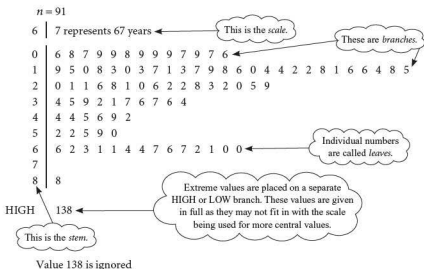 n = 91
6 | 7 represents 67 years
This is the scale.
These are branches.
0 | 6 8 7 9 9 8 9 9 9 7 9 7 6
1 | 9 5 0 8 3 0 3 7 1 3 7 9 8 6 0 4 4 2 2 8 1 6 6 4 8 5
2 | 0 1 1 6 8 1 0 6 2 2 8 3 2 0 5 9
3 | 4 5 9 2 1 7 6 7 6 4
4 | 4 4 5 6 9 2
5 | 2 2 5 9 0
6 | 6 2 3 1 1 4 4 7 6 7 2 1 0 0
Individual numbers
are called leaves.
7
8 | 8
HIGH 138
Extreme values are placed on a separate
HIGH or LOW branch. These values are given
in full as they may not fit in with the scale
being used for more central values.
This is the stem.
Value 138 is ignored